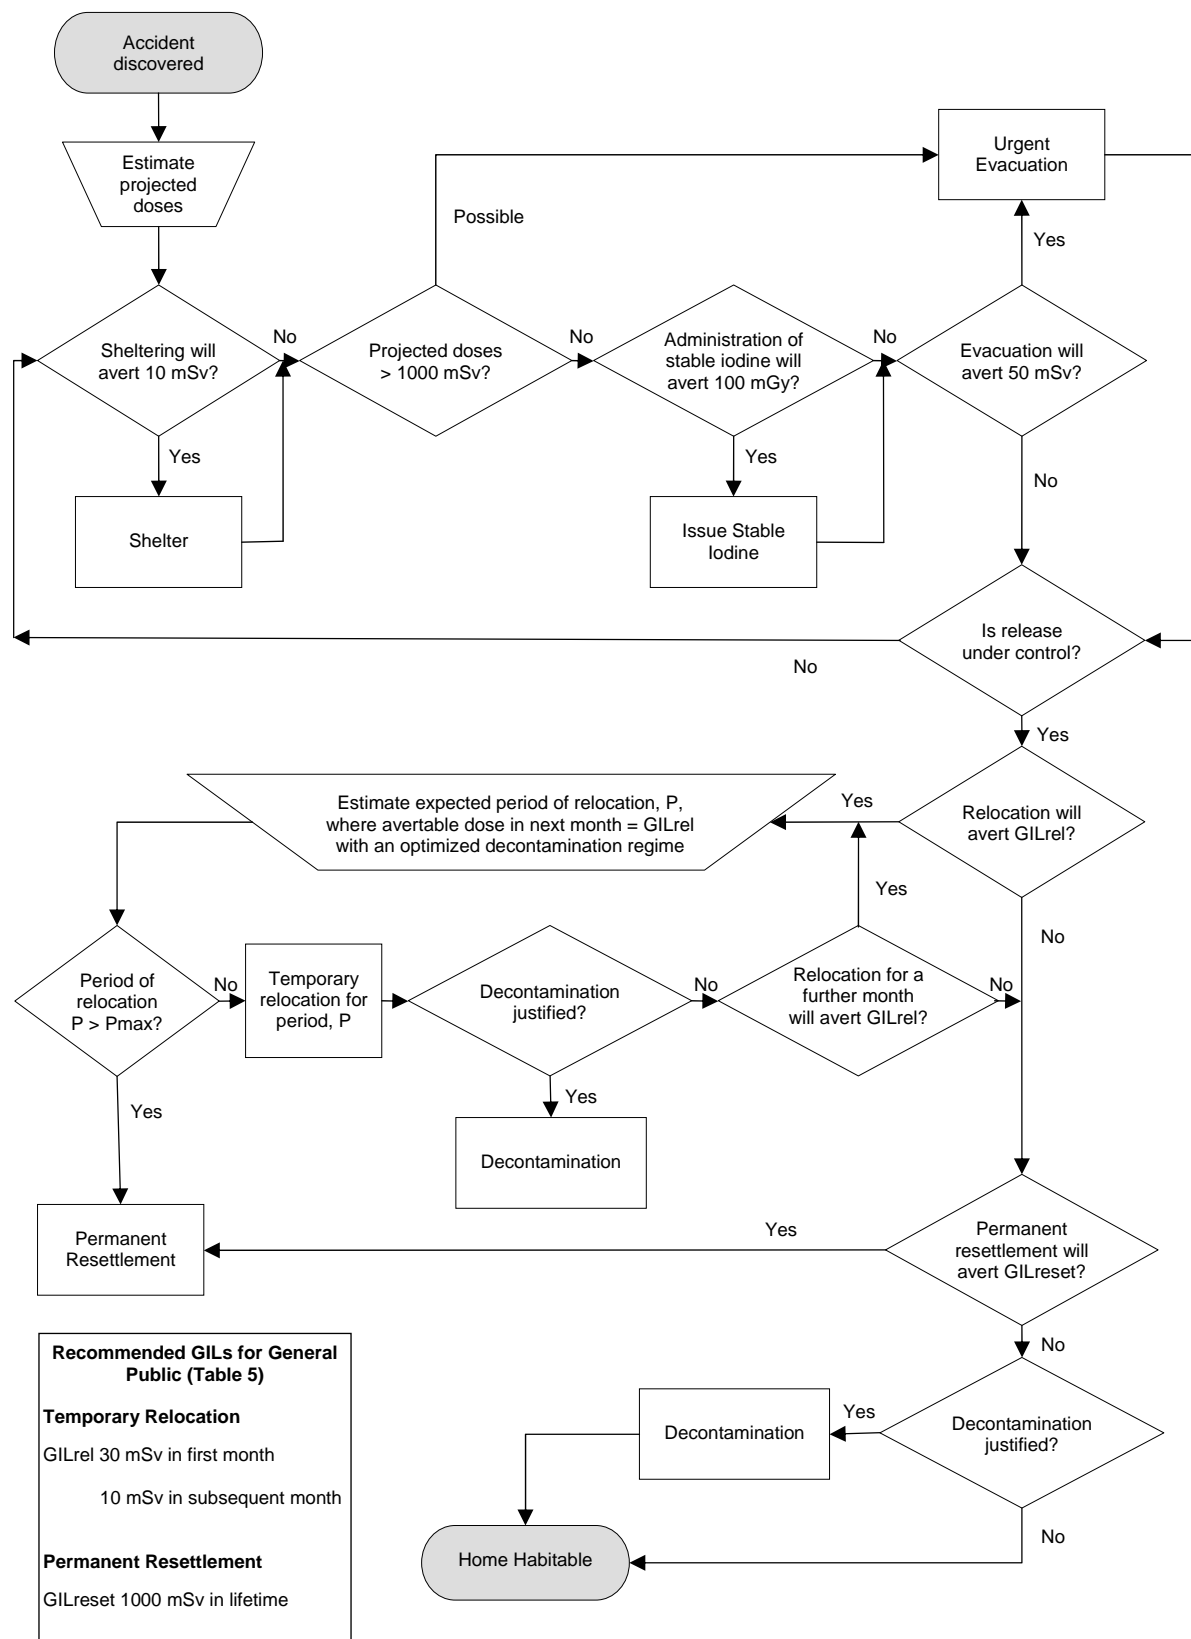 Accident
discovered
Estimate
projected
doses
Urgent
Evacuation
Possible
Yes
Sheltering will
avert 10 mSv?
No
Projected doses
> 1000 mSv?
No
Administration of
stable iodine will
avert 100 mGy?
No
Evacuation will
avert 50 mSv?
Yes
Yes
No
Shelter
Issue Stable
Iodine
Is release
under control?
No
Yes
Estimate expected period of relocation, P,
where avertable dose in next month = GILrel
with an optimized decontamination regime
Yes
Relocation will
avert GILrel?
Yes
No
Period of
relocation
P > Pmax?
No
Temporary
relocation for
period, P
Decontamination
justified?
No
Relocation for a
further month
will avert GILrel?
No
Yes
Yes
Decontamination
Permanent
Resettlement
Yes
Permanent
resettlement will
avert GILreset?
No
Recommended GILs for General
Public (Table 5)
Temporary Relocation
GILrel 30 mSv in first month
10 mSv in subsequent month
Permanent Resettlement
GILreset 1000 mSv in lifetime
Decontamination
Yes
Decontamination
justified?
No
Home Habitable